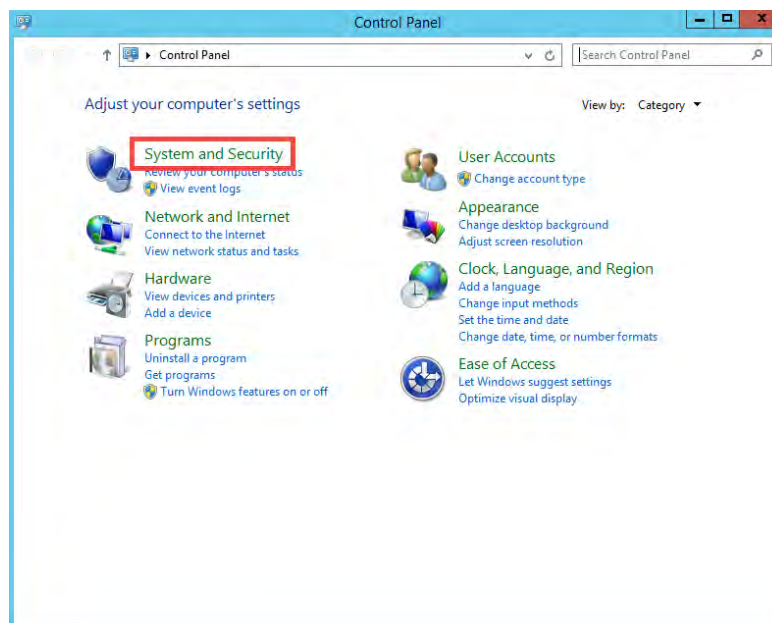 Control Panel
Control Panel
Search Control Panel
Adjust your computer's settings
View by: Category
System and Security
Review your computer's status
View event logs
Network and Internet
Connect to the Internet
View network status and tasks
Hardware
View devices and printers
Add a device
Programs
Uninstall a program
Get programs
Turn Windows features on or off
User Accounts
Change account type
Appearance
Change desktop background
Adjust screen resolution
Clock, Language, and Region
Add a language
Change input methods
Set the time and date
Change date, time, or number formats
Ease of Access
Let Windows suggest settings
Optimize visual display